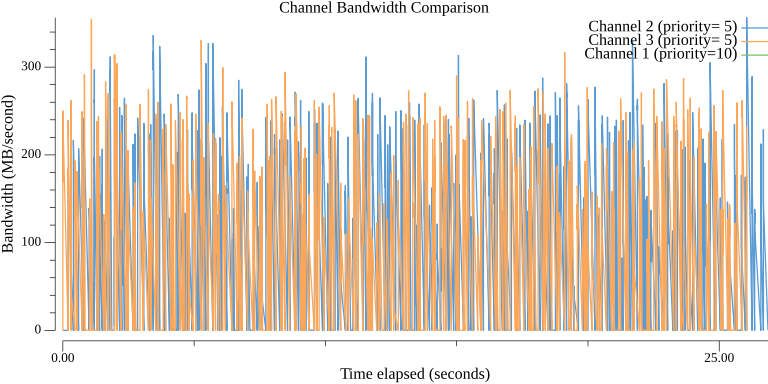 Channel Bandwidth Comparison
Channel 2 (priority= 5)
Channel 3 (priority= 5)
Channel 1 (priority=10)
300
200
100
0
Bandwidth (MB/second)
0.00
25.00
Time elapsed (seconds)